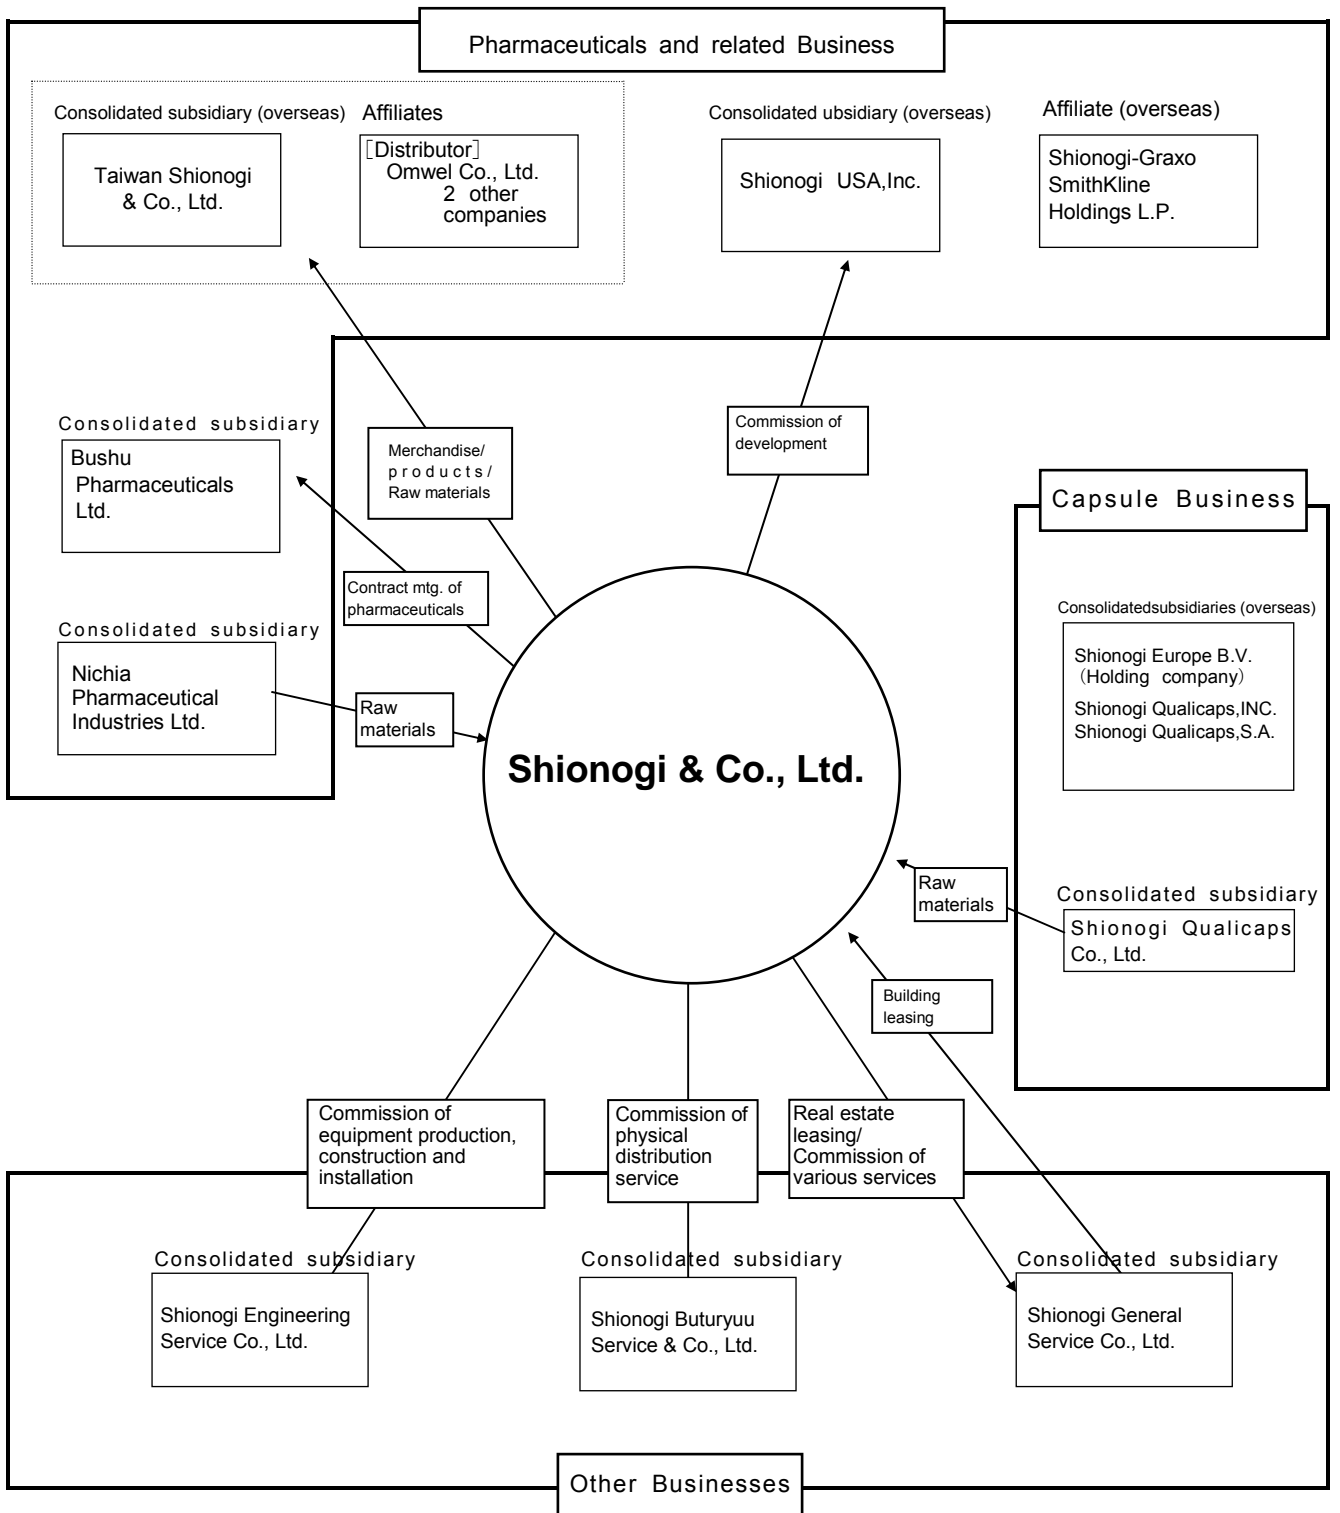 Pharmaceuticals and related Business
Consolidated subsidiary (overseas)
Affiliates
Consolidated ubsidiary (overseas)
Affiliate (overseas)
Taiwan Shionogi
& Co., Ltd.
[Distributor]
Omwel Co., Ltd.
2 other
companies
Shionogi USA,Inc.
Shionogi-Graxo
SmithKline
Holdings L.P.
Consolidated subsidiary
Bushu
Pharmaceuticals
Ltd.
Merchandise/
products/
Raw materials
Commission of
development
Contract mtg. of
pharmaceuticals
Consolidated subsidiary
Nichia
Pharmaceutical
Industries Ltd.
Raw
materials
Shionogi & Co., Ltd.
Capsule Business
Consolidatedsubsidiaries (overseas)
Shionogi Europe B.V.
(Holding company)
Shionogi Qualicaps,INC.
Shionogi Qualicaps,S.A.
Raw
materials
Consolidated subsidiary
Shionogi Qualicaps
Co., Ltd.
Building
leasing
Commission of
equipment production,
construction and
installation
Commission of
physical
distribution
service
Real estate
leasing/
Commission of
various services
Consolidated subsidiary
Shionogi Engineering
Service Co., Ltd.
Consolidated subsidiary
Shionogi Buturyuu
Service & Co., Ltd.
Consolidated subsidiary
Shionogi General
Service Co., Ltd.
Other Businesses